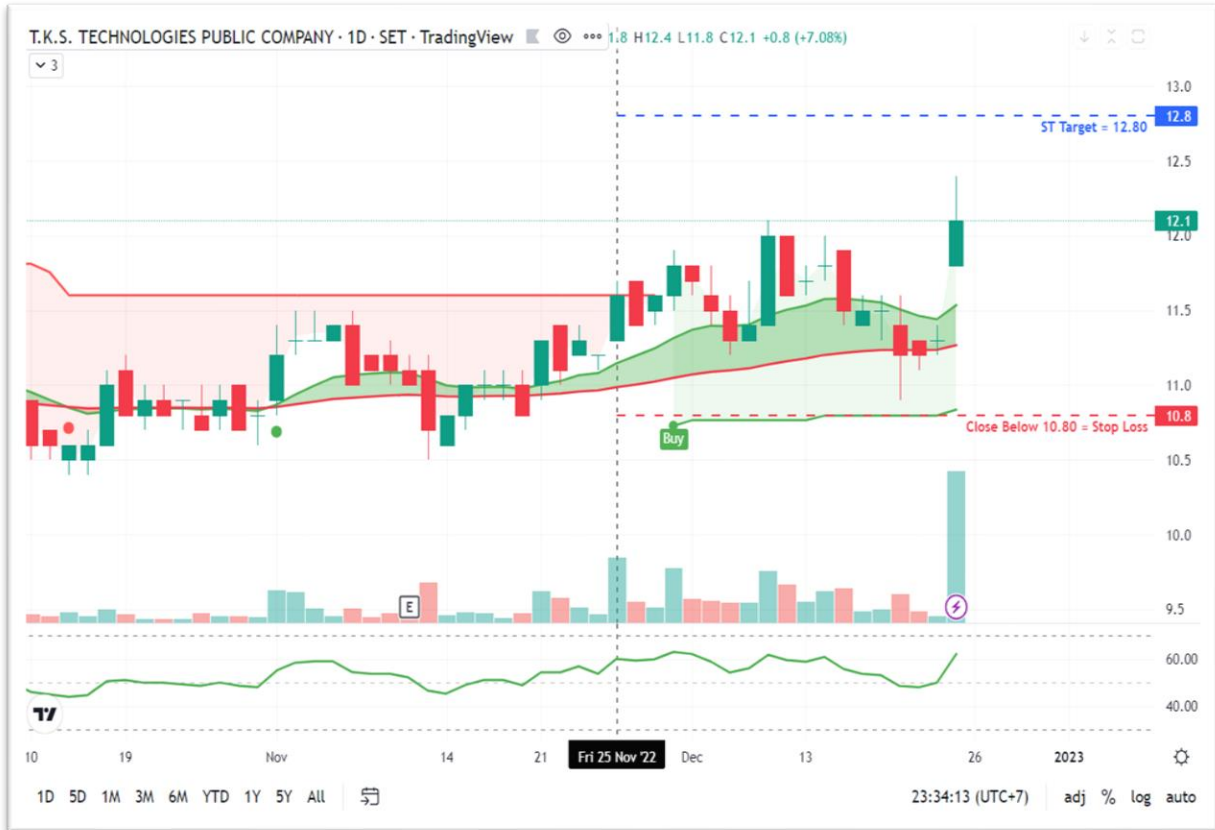 T.K.S. TECHNOLOGIES PUBLIC COMPANY · 1D · SET · TradingView 1.8 H12.4 L11.8 C12.1 +0.8 (+7.08%)
3
13.0
12.8
ST Target = 12.80
12.5
12.1
12.0
11.5
11.0
10.8
Close Below 10.80 = Stop Loss
Buy
10.5
10.0
E
9.5
60.00
40.00
10 19 Nov 14 21 Fri 25 Nov '22 Dec 13 26 2023
1D 5D 1M 3M 6M YTD 1Y 5Y All 23:34:13 (UTC+7) adj % log auto